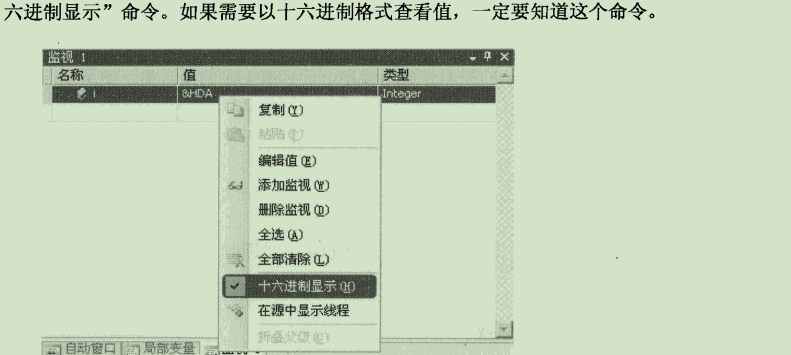 六进制显示”命令。如果需要以十六进制格式查看值，一定要知道这个命令。
监视 1
名称 值 类型
i &HDA Integer
复制(Y)
粘贴(P)
编辑值(E)
添加监视(W)
删除监视(D)
全选(A)
全部清除(L)
十六进制显示(H)
在源中显示线程
折叠父级(O)
自动窗口 局部变量